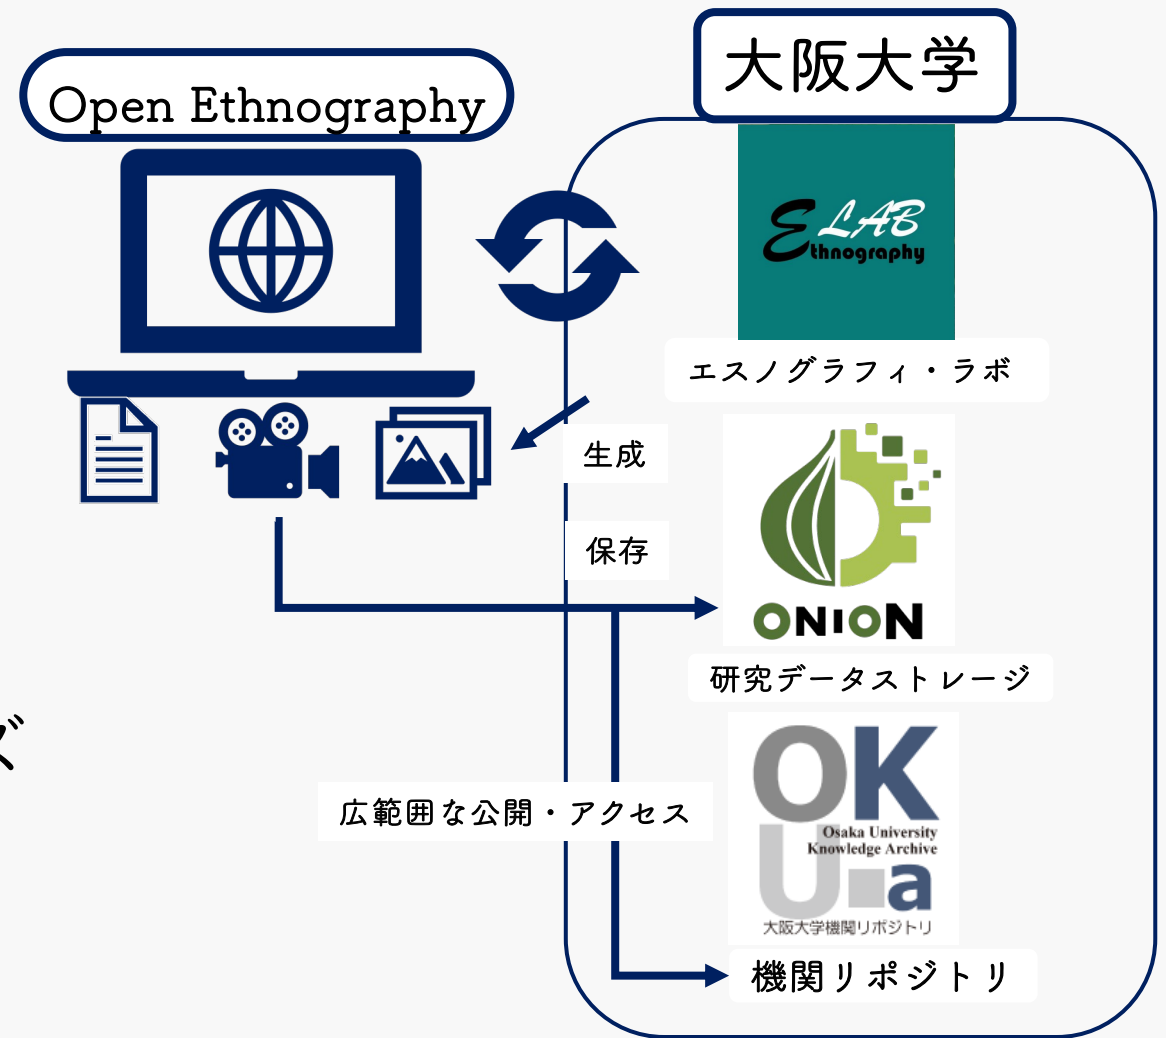 Open Ethnography
大阪大学
E LAB
Ethnography
エスノグラフィ・ラボ
生成
保存
ONION
研究データストレージ
ズ
広範囲な公開・アクセス
OKUa
Osaka University
Knowledge Archive
大阪大学機関リポジトリ
機関リポジトリ